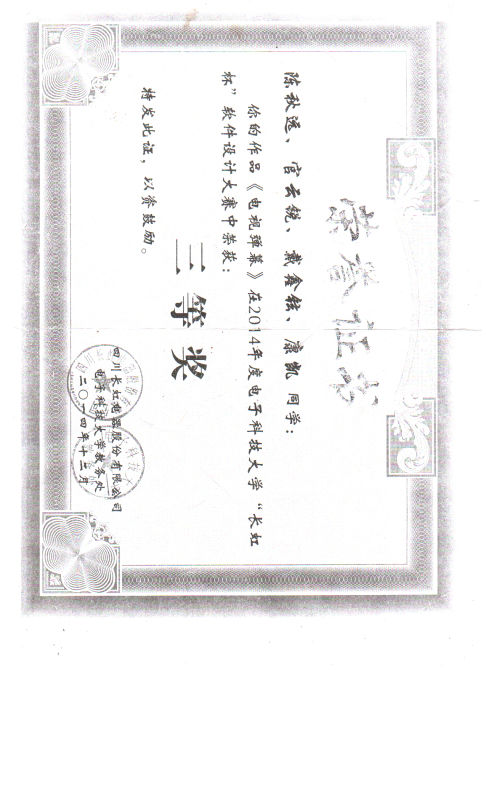 荣誉证书
陈秋远、官云锐、戴鑫铉、康凯 同学：
你的作品《电视弹幕》在2014年度电子科技大学“长虹
杯”软件设计大赛中荣获：
三等奖
特发此证，以资鼓励。
四川长虹电器股份有限公司
电子科技大学教务处
二〇一四年十二月